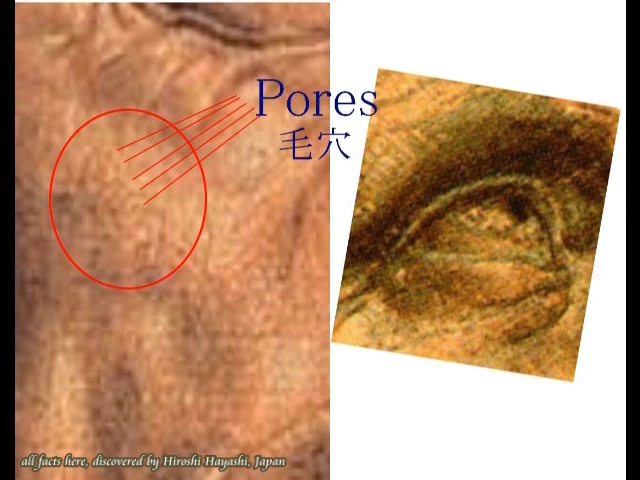 Pores
毛穴
all facts here, discovered by Hiroshi Hayashi, Japan